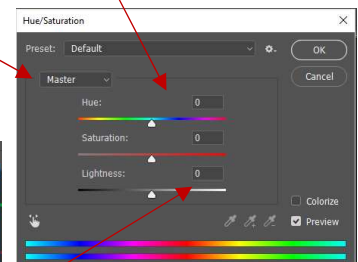 Hue/Saturation
Preset: Default
OK
Master
Cancel
Hue: 0
Saturation: 0
Lightness: 0
Colorize
Preview